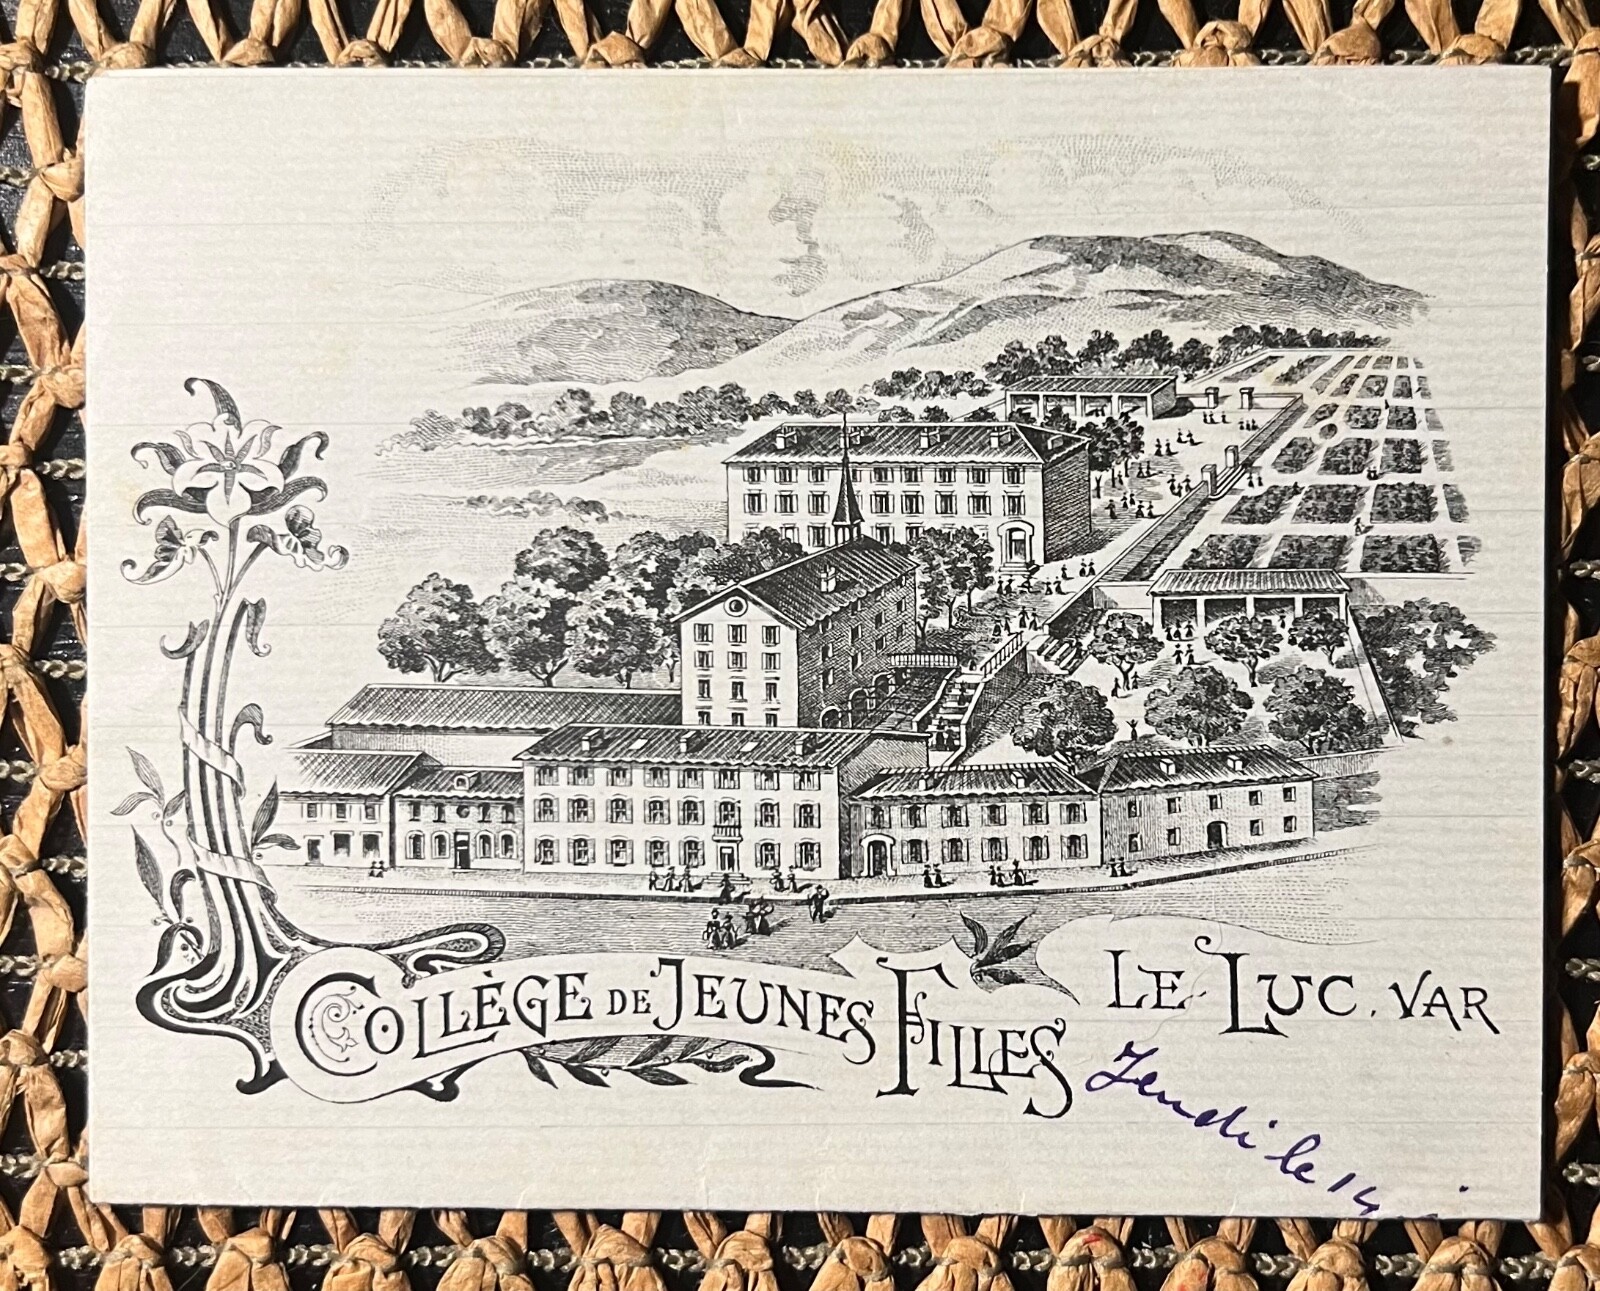 COLLÈGE DE JEUNES FILLES
LE LUC. VAR
Jeudi le 14